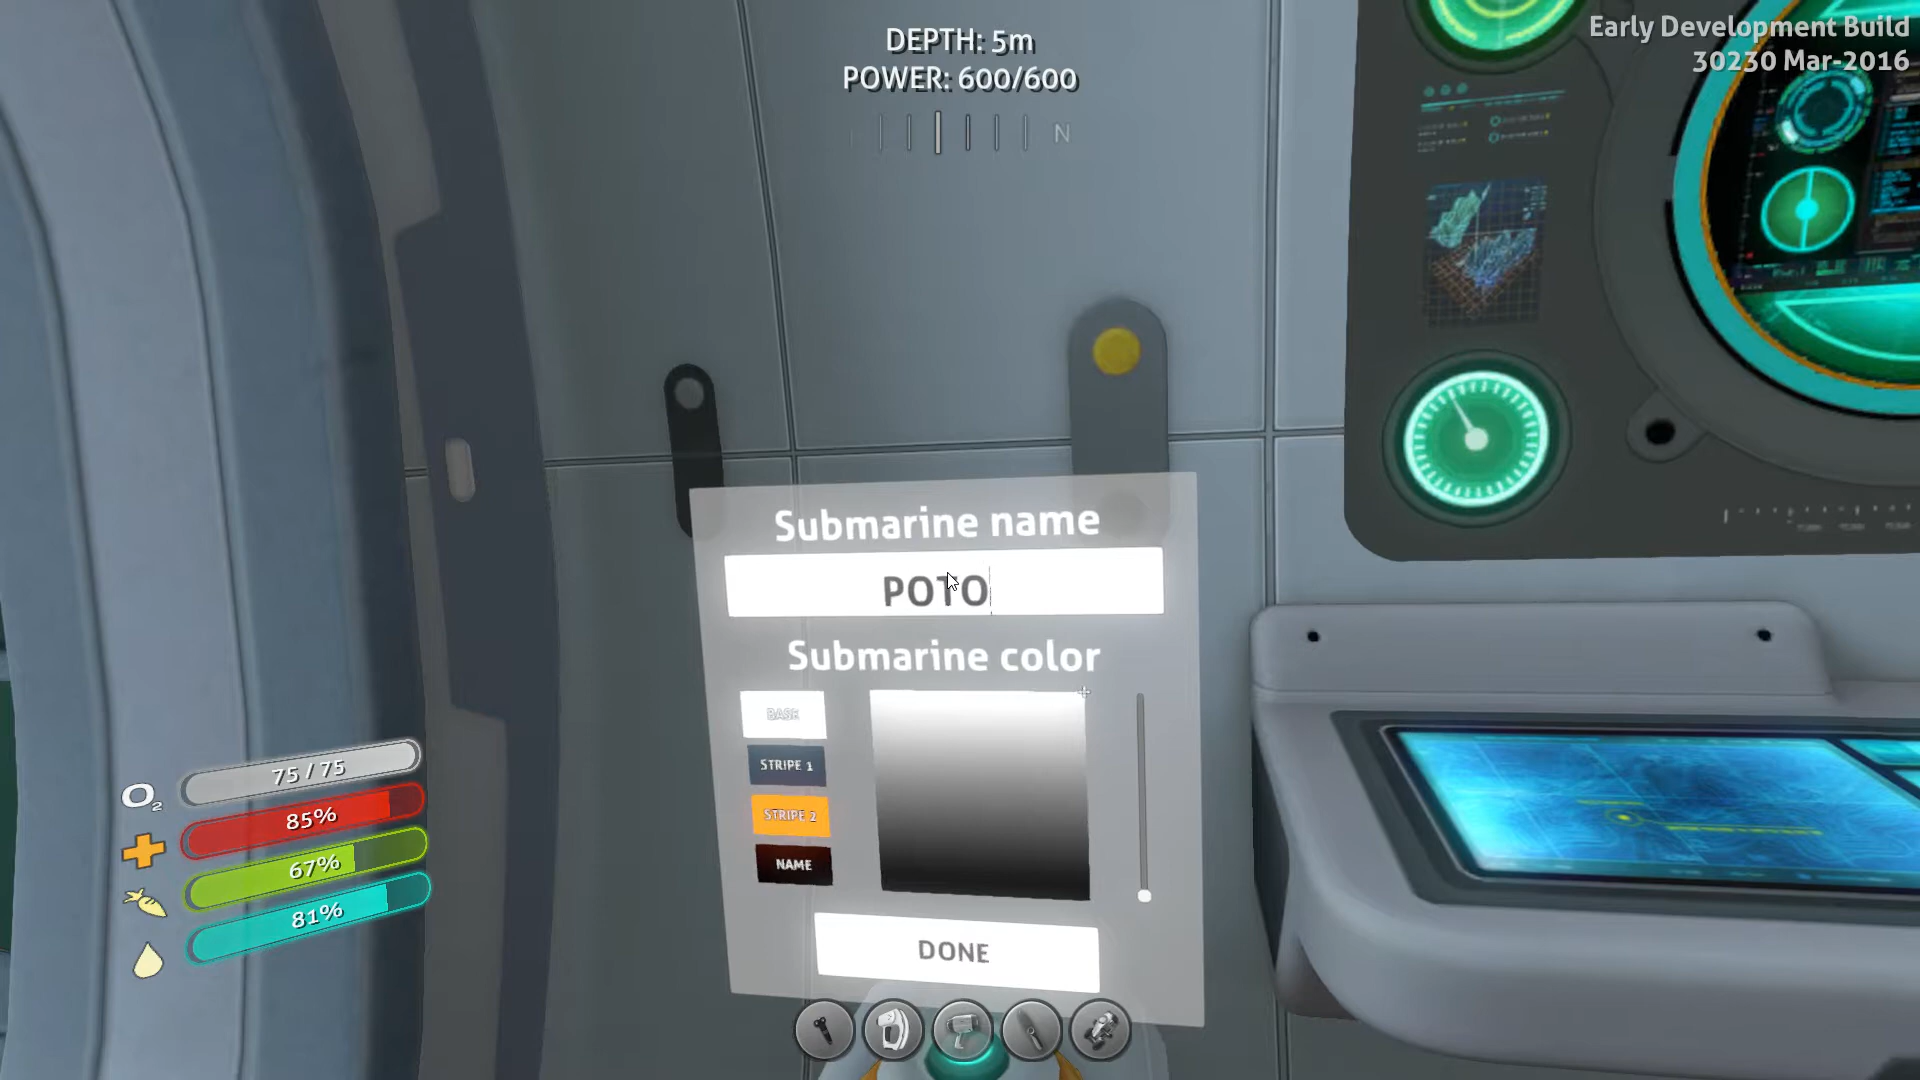 DEPTH: 5m
POWER: 600/600
N
Early Development Build
30230 Mar-2016
Submarine name
POTO
Submarine color
BASE
STRIPE 1
STRIPE 2
NAME
DONE
O2
75 / 75
85%
67%
81%